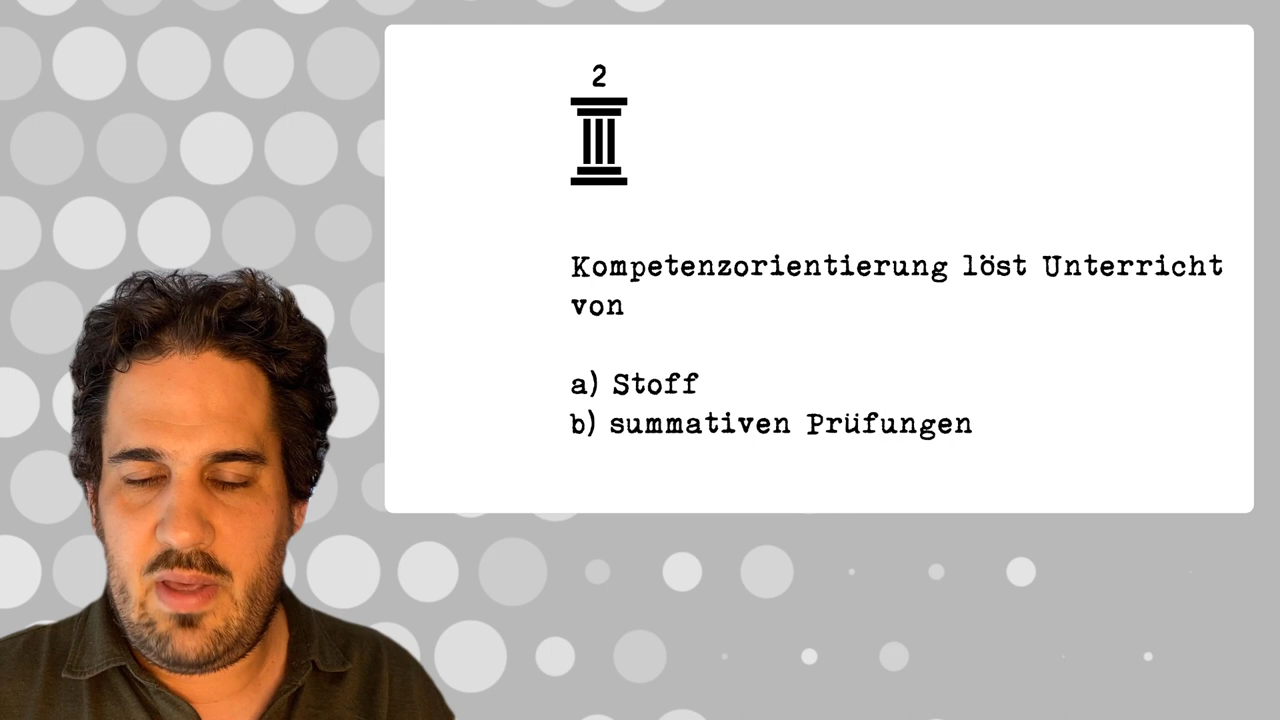 2
Kompetenzorientierung löst Unterricht
von
a) Stoff
b) summativen Prüfungen